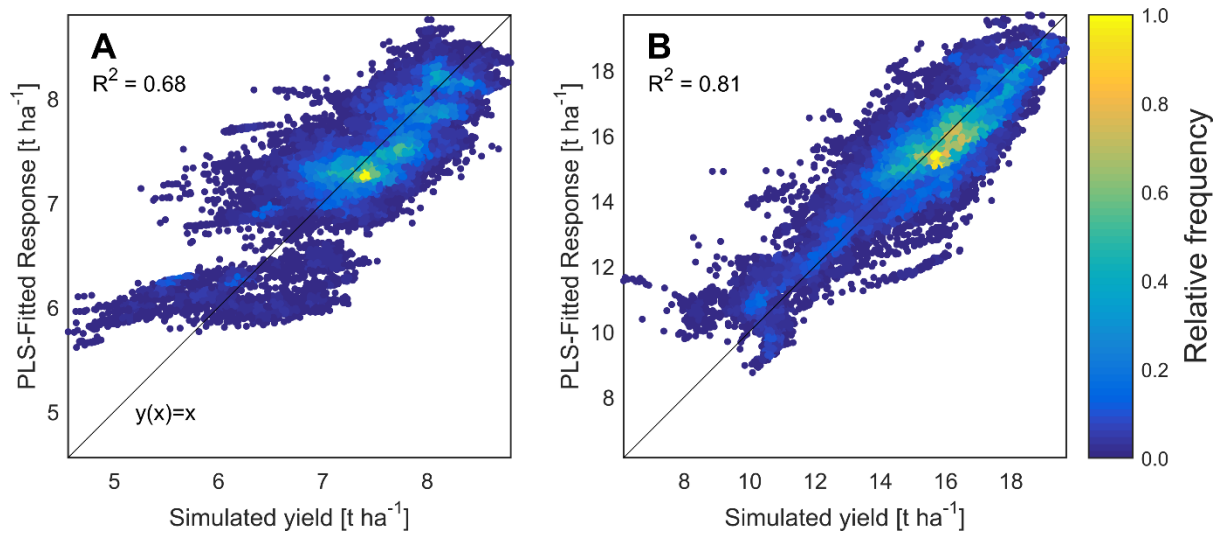 A
R² = 0.68
PLS-Fitted Response [t ha⁻¹]
8
7
6
5
y(x)=x
5 6 7 8
Simulated yield [t ha⁻¹]
B
R² = 0.81
PLS-Fitted Response [t ha⁻¹]
18
16
14
12
10
8
8 10 12 14 16 18
Simulated yield [t ha⁻¹]
1.0
0.8
0.6
0.4
0.2
0.0
Relative frequency